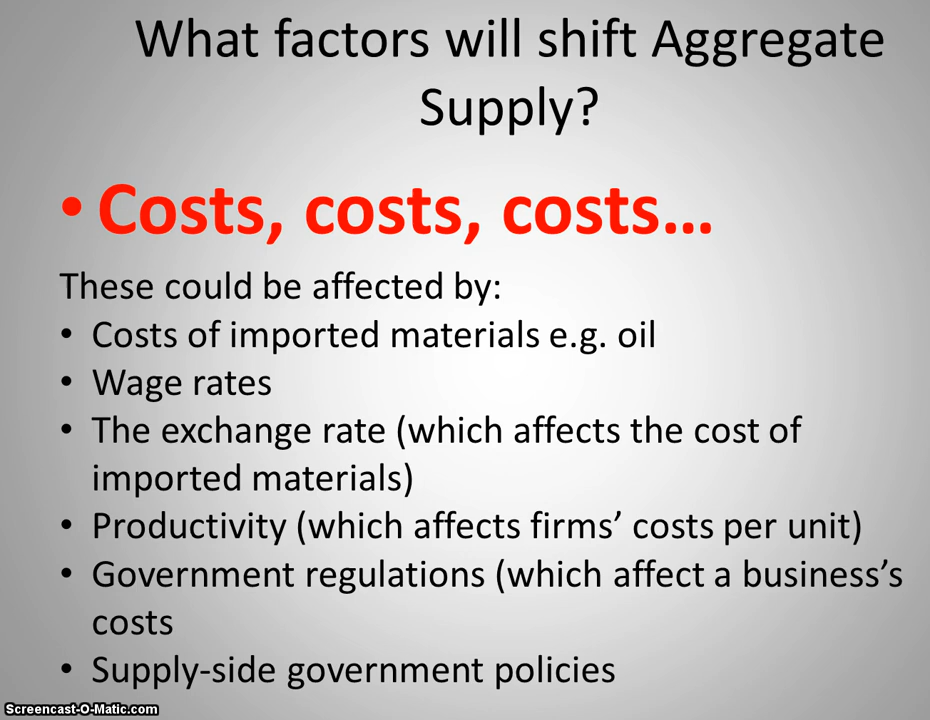 What factors will shift Aggregate
Supply?
• Costs, costs, costs...
These could be affected by:
• Costs of imported materials e.g. oil
• Wage rates
• The exchange rate (which affects the cost of
imported materials)
• Productivity (which affects firms’ costs per unit)
• Government regulations (which affect a business’s
costs
• Supply-side government policies
Screencast-O-Matic.com